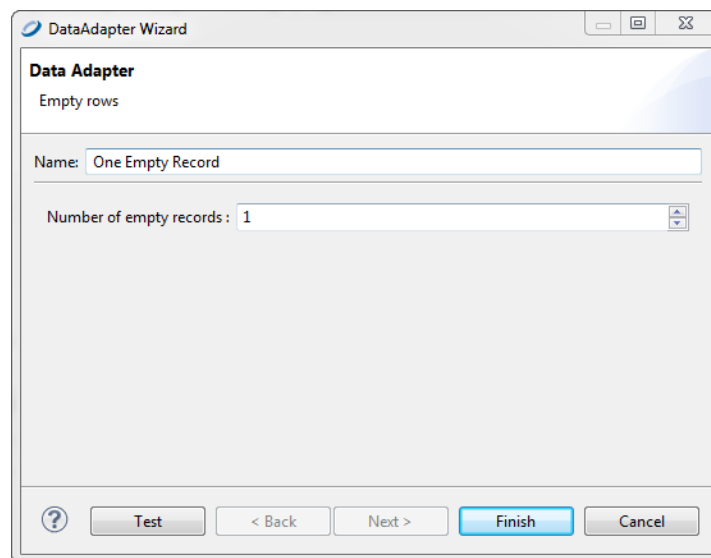 DataAdapter Wizard
Data Adapter
Empty rows
Name: One Empty Record
Number of empty records : 1
? Test < Back Next > Finish Cancel